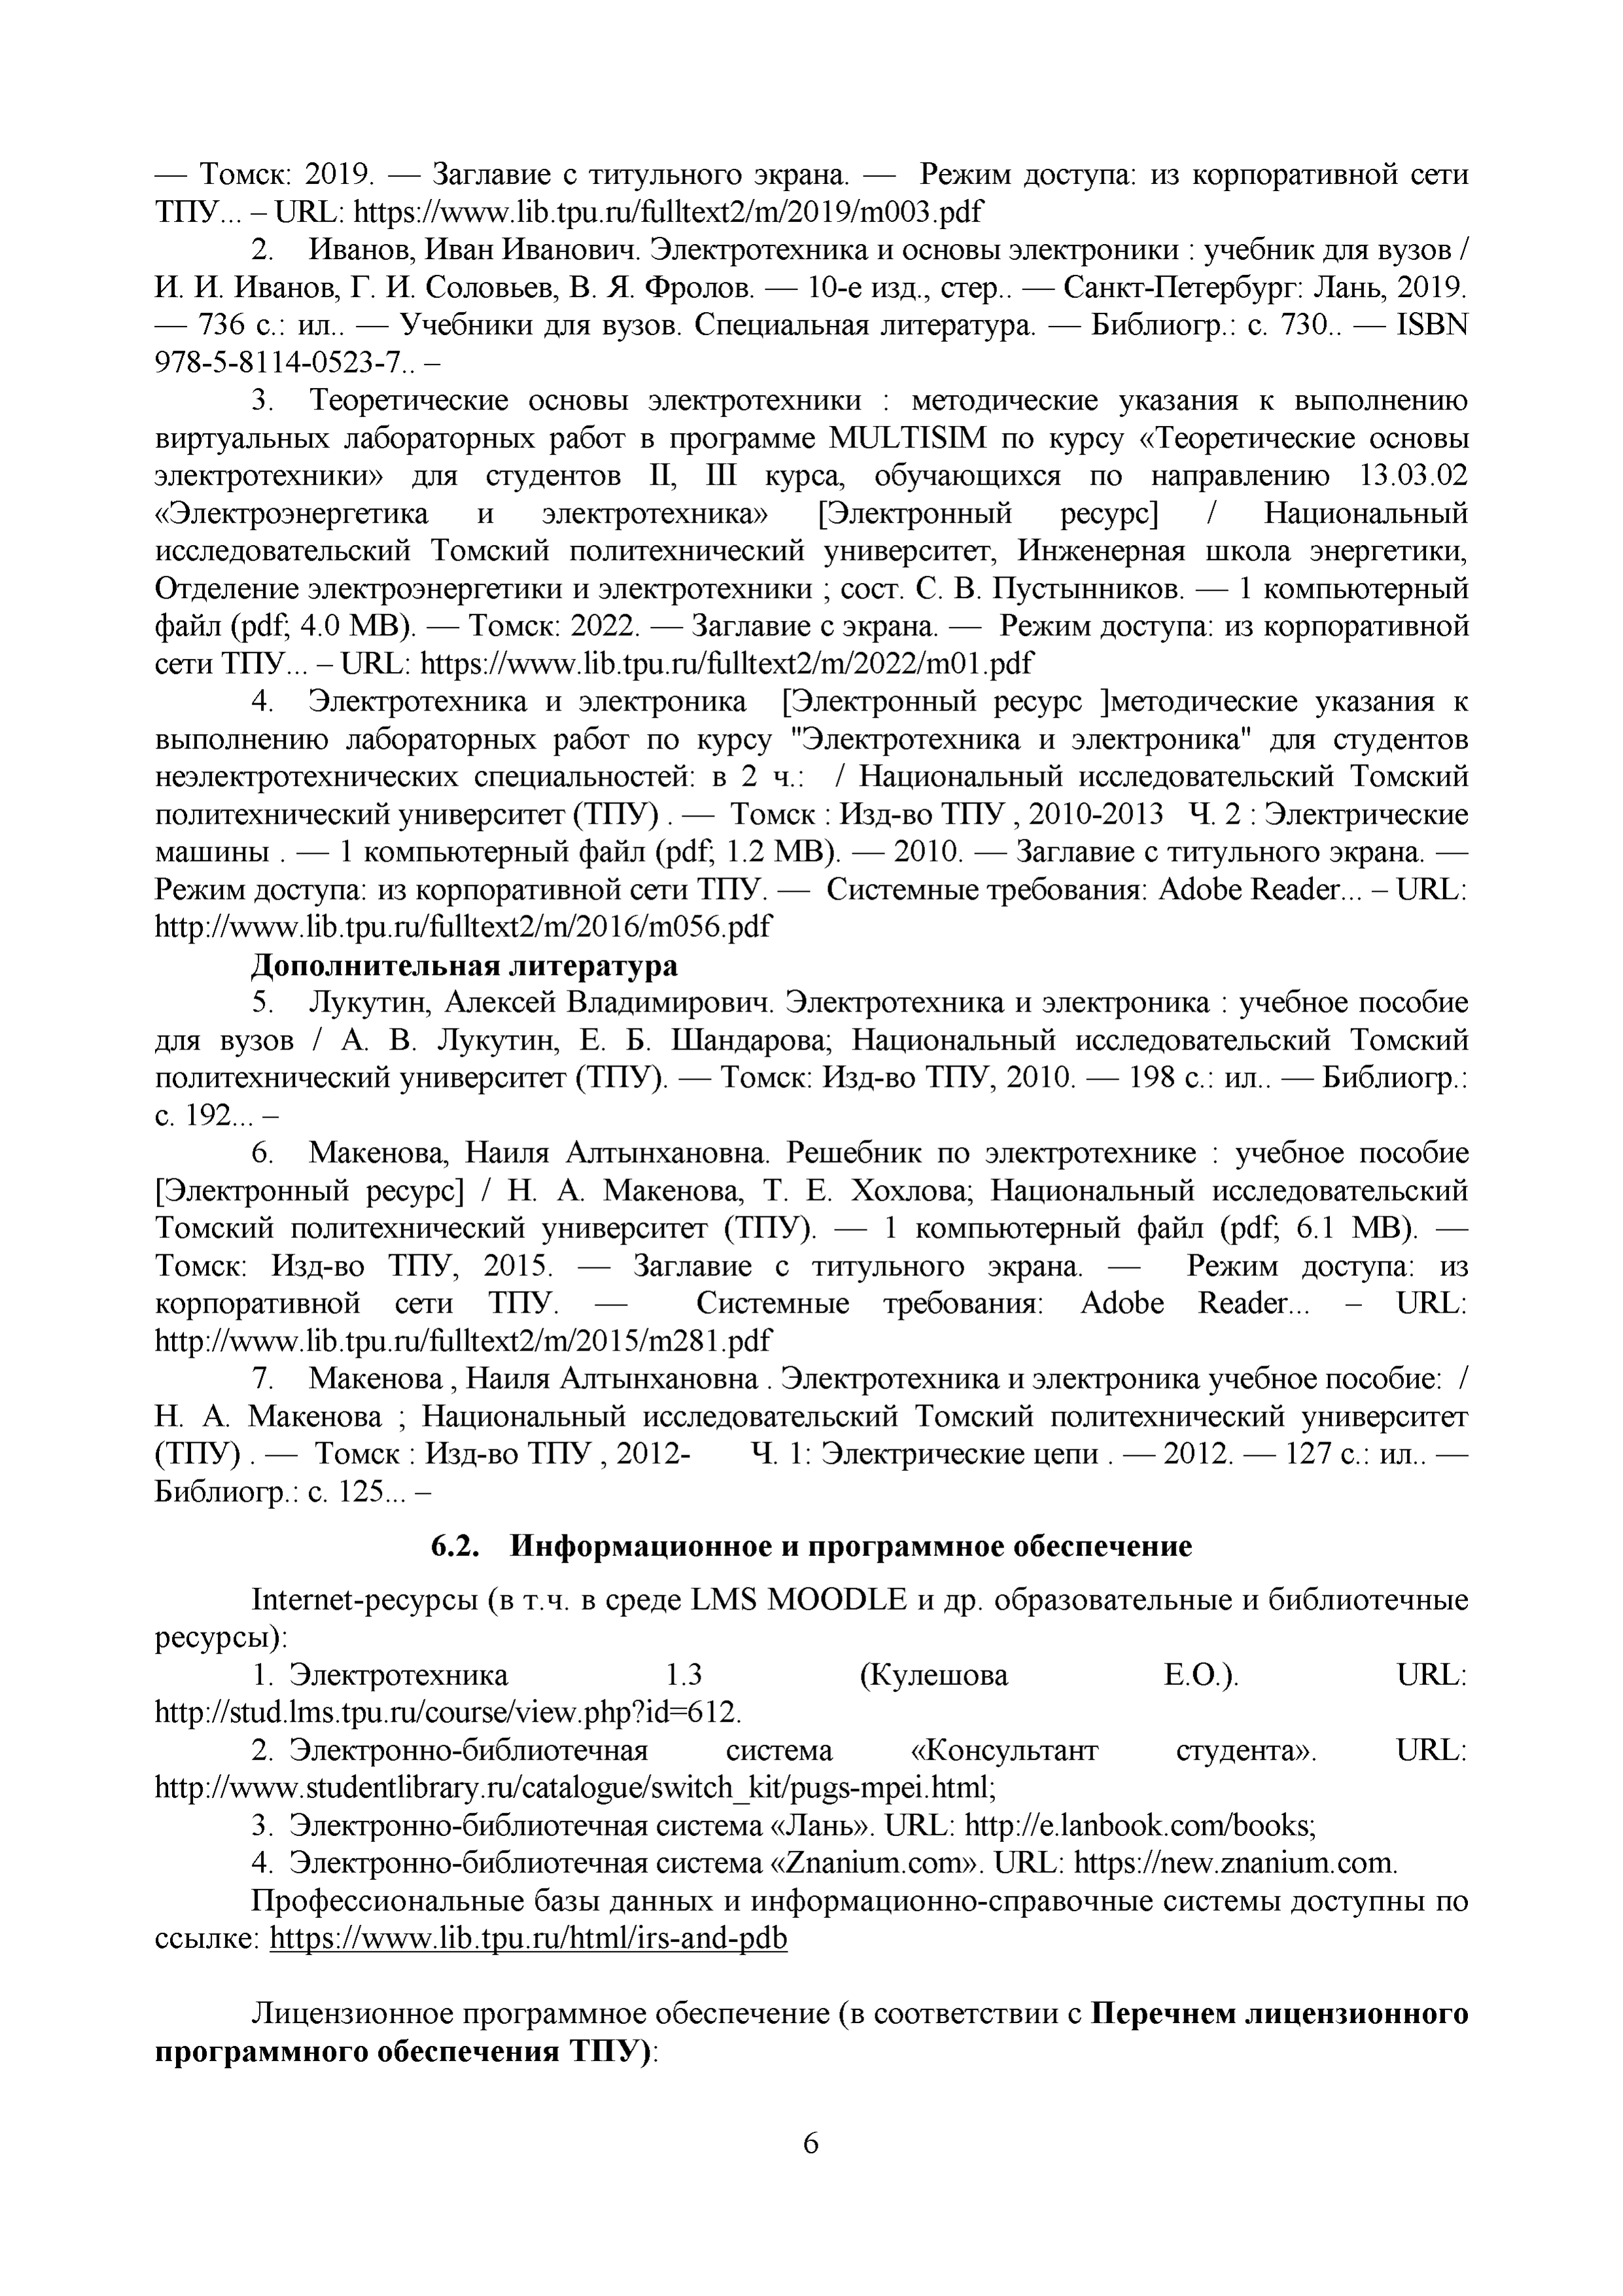 — Томск: 2019. — Заглавие с титульного экрана. — Режим доступа: из корпоративной сети
ТПУ... – URL: https://www.lib.tpu.ru/fulltext2/m/2019/m003.pdf
2. Иванов, Иван Иванович. Электротехника и основы электроники : учебник для вузов /
И. И. Иванов, Г. И. Соловьев, В. Я. Фролов. — 10-е изд., стер.. — Санкт-Петербург: Лань, 2019.
— 736 с.: ил.. — Учебники для вузов. Специальная литература. — Библиогр.: с. 730.. — ISBN
978-5-8114-0523-7.. –
3. Теоретические основы электротехники : методические указания к выполнению
виртуальных лабораторных работ в программе MULTISIM по курсу «Теоретические основы
электротехники» для студентов II, III курса, обучающихся по направлению 13.03.02
«Электроэнергетика и электротехника» [Электронный ресурс] / Национальный
исследовательский Томский политехнический университет, Инженерная школа энергетики,
Отделение электроэнергетики и электротехники ; сост. С. В. Пустынников. — 1 компьютерный
файл (pdf; 4.0 MB). — Томск: 2022. — Заглавие с экрана. — Режим доступа: из корпоративной
сети ТПУ... – URL: https://www.lib.tpu.ru/fulltext2/m/2022/m01.pdf
4. Электротехника и электроника [Электронный ресурс ]методические указания к
выполнению лабораторных работ по курсу "Электротехника и электроника" для студентов
неэлектротехнических специальностей: в 2 ч.: / Национальный исследовательский Томский
политехнический университет (ТПУ) . — Томск : Изд-во ТПУ , 2010-2013 Ч. 2 : Электрические
машины . — 1 компьютерный файл (pdf; 1.2 MB). — 2010. — Заглавие с титульного экрана. —
Режим доступа: из корпоративной сети ТПУ. — Системные требования: Adobe Reader... – URL:
http://www.lib.tpu.ru/fulltext2/m/2016/m056.pdf
Дополнительная литература
5. Лукутин, Алексей Владимирович. Электротехника и электроника : учебное пособие
для вузов / А. В. Лукутин, Е. Б. Шандарова; Национальный исследовательский Томский
политехнический университет (ТПУ). — Томск: Изд-во ТПУ, 2010. — 198 с.: ил.. — Библиогр.:
с. 192... –
6. Макенова, Наиля Алтынхановна. Решебник по электротехнике : учебное пособие
[Электронный ресурс] / Н. А. Макенова, Т. Е. Хохлова; Национальный исследовательский
Томский политехнический университет (ТПУ). — 1 компьютерный файл (pdf; 6.1 MB). —
Томск: Изд-во ТПУ, 2015. — Заглавие с титульного экрана. — Режим доступа: из
корпоративной сети ТПУ. — Системные требования: Adobe Reader... – URL:
http://www.lib.tpu.ru/fulltext2/m/2015/m281.pdf
7. Макенова , Наиля Алтынхановна . Электротехника и электроника учебное пособие: /
Н. А. Макенова ; Национальный исследовательский Томский политехнический университет
(ТПУ) . — Томск : Изд-во ТПУ , 2012- Ч. 1: Электрические цепи . — 2012. — 127 с.: ил.. —
Библиогр.: с. 125... –
6.2. Информационное и программное обеспечение
Internet-ресурсы (в т.ч. в среде LMS MOODLE и др. образовательные и библиотечные
ресурсы):
1. Электротехника 1.3 (Кулешова Е.О.). URL:
http://stud.lms.tpu.ru/course/view.php?id=612.
2. Электронно-библиотечная система «Консультант студента». URL:
http://www.studentlibrary.ru/catalogue/switch_kit/pugs-mpei.html;
3. Электронно-библиотечная система «Лань». URL: http://e.lanbook.com/books;
4. Электронно-библиотечная система «Znanium.com». URL: https://new.znanium.com.
Профессиональные базы данных и информационно-справочные системы доступны по
ссылке: https://www.lib.tpu.ru/html/irs-and-pdb
Лицензионное программное обеспечение (в соответствии с Перечнем лицензионного
программного обеспечения ТПУ):
6